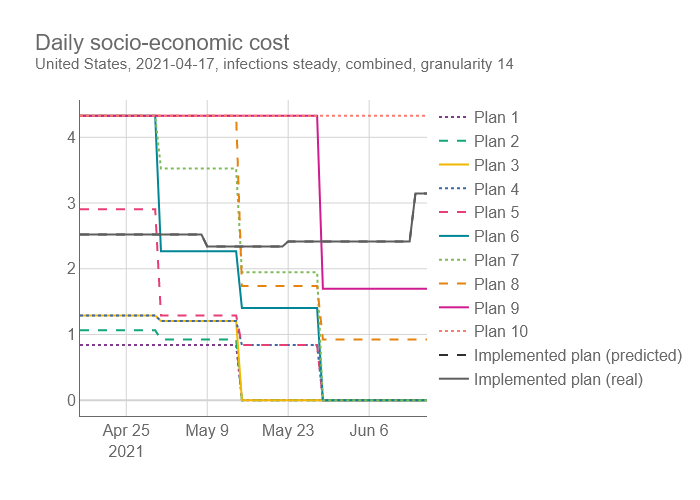 Daily socio-economic cost
United States, 2021-04-17, infections steady, combined, granularity 14
4
3
2
1
0
Apr 25
2021
May 9
May 23
Jun 6
Plan 1
Plan 2
Plan 3
Plan 4
Plan 5
Plan 6
Plan 7
Plan 8
Plan 9
Plan 10
Implemented plan (predicted)
Implemented plan (real)